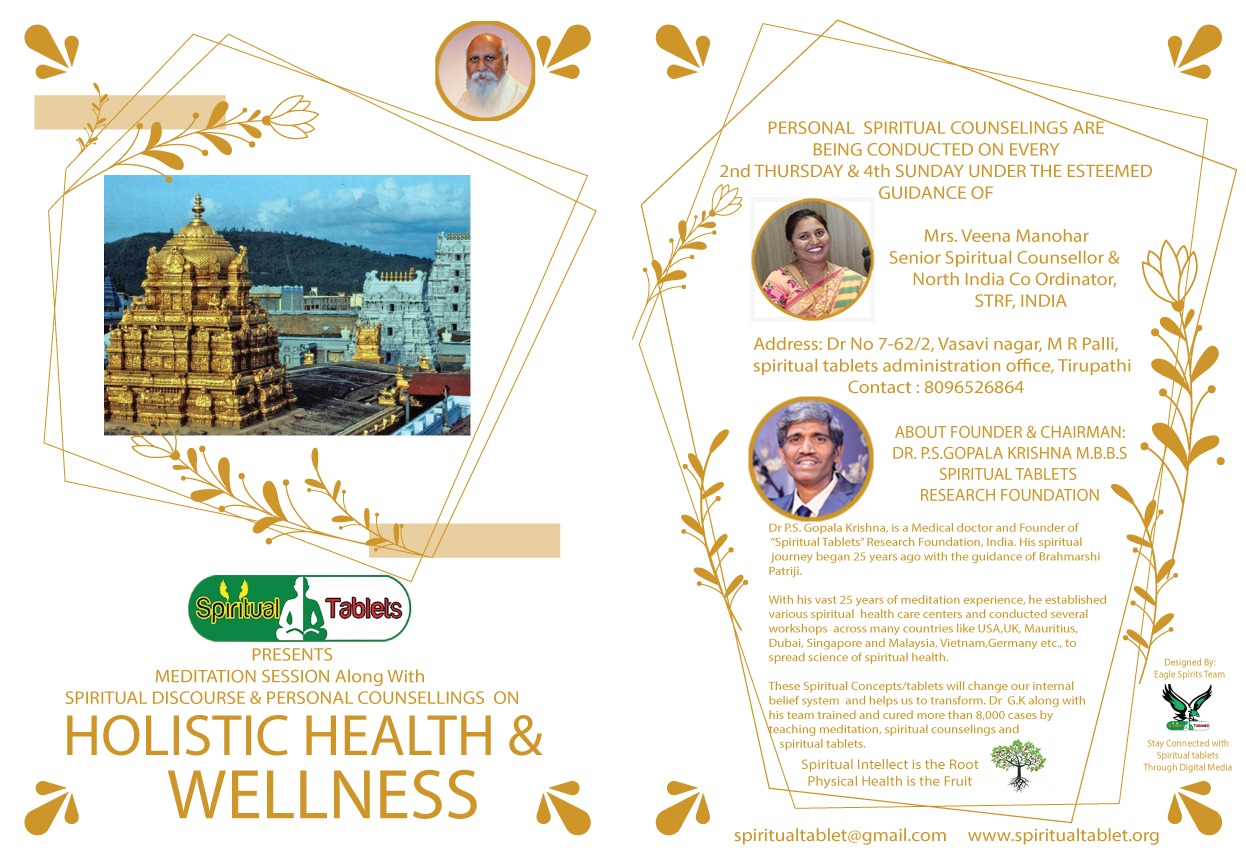 Spiritual Tablets
PRESENTS
MEDITATION SESSION Along With
SPIRITUAL DISCOURSE & PERSONAL COUNSELLINGS ON
HOLISTIC HEALTH &
WELLNESS
PERSONAL SPIRITUAL COUNSELINGS ARE
BEING CONDUCTED ON EVERY
2nd THURSDAY & 4th SUNDAY UNDER THE ESTEEMED
GUIDANCE OF
Mrs. Veena Manohar
Senior Spiritual Counsellor &
North India Co Ordinator,
STRF, INDIA
Address: Dr No 7-62/2, Vasavi nagar, M R Palli,
spiritual tablets administration office, Tirupathi
Contact : 8096526864
ABOUT FOUNDER & CHAIRMAN:
DR. P.S.GOPALA KRISHNA M.B.B.S
SPIRITUAL TABLETS
RESEARCH FOUNDATION
Dr P.S. Gopala Krishna, is a Medical doctor and Founder of
"Spiritual Tablets" Research Foundation, India. His spiritual
journey began 25 years ago with the guidance of Brahmarshi
Patriji.
With his vast 25 years of meditation experience, he established
various spiritual health care centers and conducted several
workshops across many countries like USA,UK, Mauritius,
Dubai, Singapore and Malaysia, Vietnam,Germany etc., to
spread science of spiritual health.
These Spiritual Concepts/tablets will change our internal
belief system and helps us to transform. Dr G.K along with
his team trained and cured more than 8,000 cases by
teaching meditation, spiritual counselings and
spiritual tablets.
Spiritual Intellect is the Root
Physical Health is the Fruit
Designed By:
Eagle Spirits Team
Spiritual Tablets
Stay Connected with
Spiritual tablets
Through Digital Media
spiritualtablet@gmail.com www.spiritualtablet.org